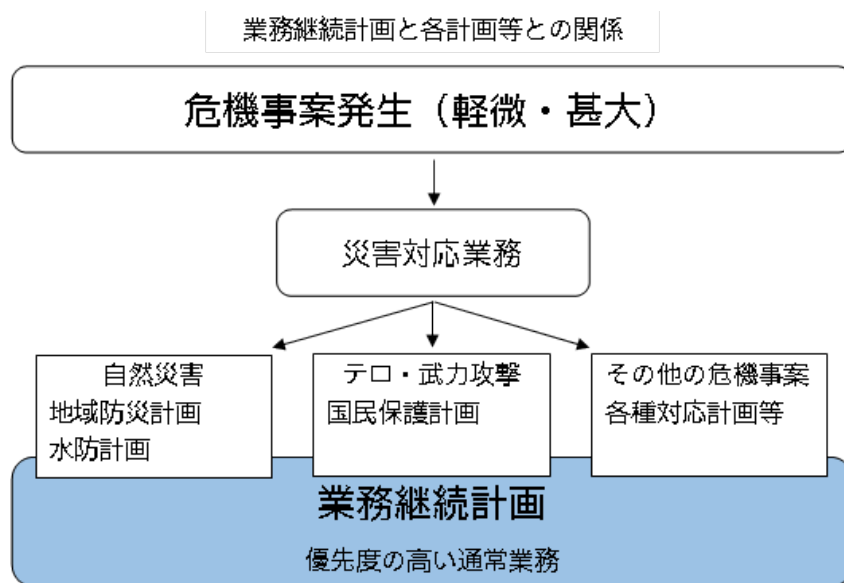 業務継続計画と各計画等との関係
危機事案発生（軽微・甚大）
災害対応業務
自然災害
地域防災計画
水防計画
テロ・武力攻撃
国民保護計画
その他の危機事案
各種対応計画等
業務継続計画
優先度の高い通常業務